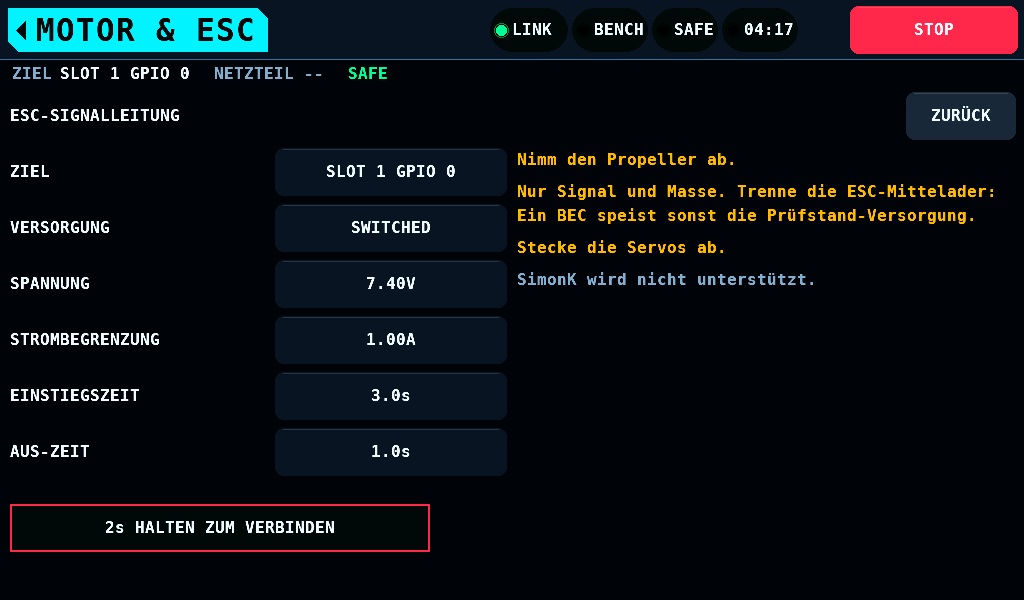 MOTOR & ESC
LINK
BENCH
SAFE
04:17
STOP
ZIEL SLOT 1 GPIO 0 NETZTEIL -- SAFE
ESC-SIGNALLEITUNG
ZURÜCK
ZIEL
SLOT 1 GPIO 0
VERSORGUNG
SWITCHED
SPANNUNG
7.40V
STROMBEGRENZUNG
1.00A
EINSTIEGSZEIT
3.0s
AUS-ZEIT
1.0s
Nimm den Propeller ab.
Nur Signal und Masse. Trenne die ESC-Mittelader:
Ein BEC speist sonst die Prüfstand-Versorgung.
Stecke die Servos ab.
SimonK wird nicht unterstützt.
2s HALTEN ZUM VERBINDEN